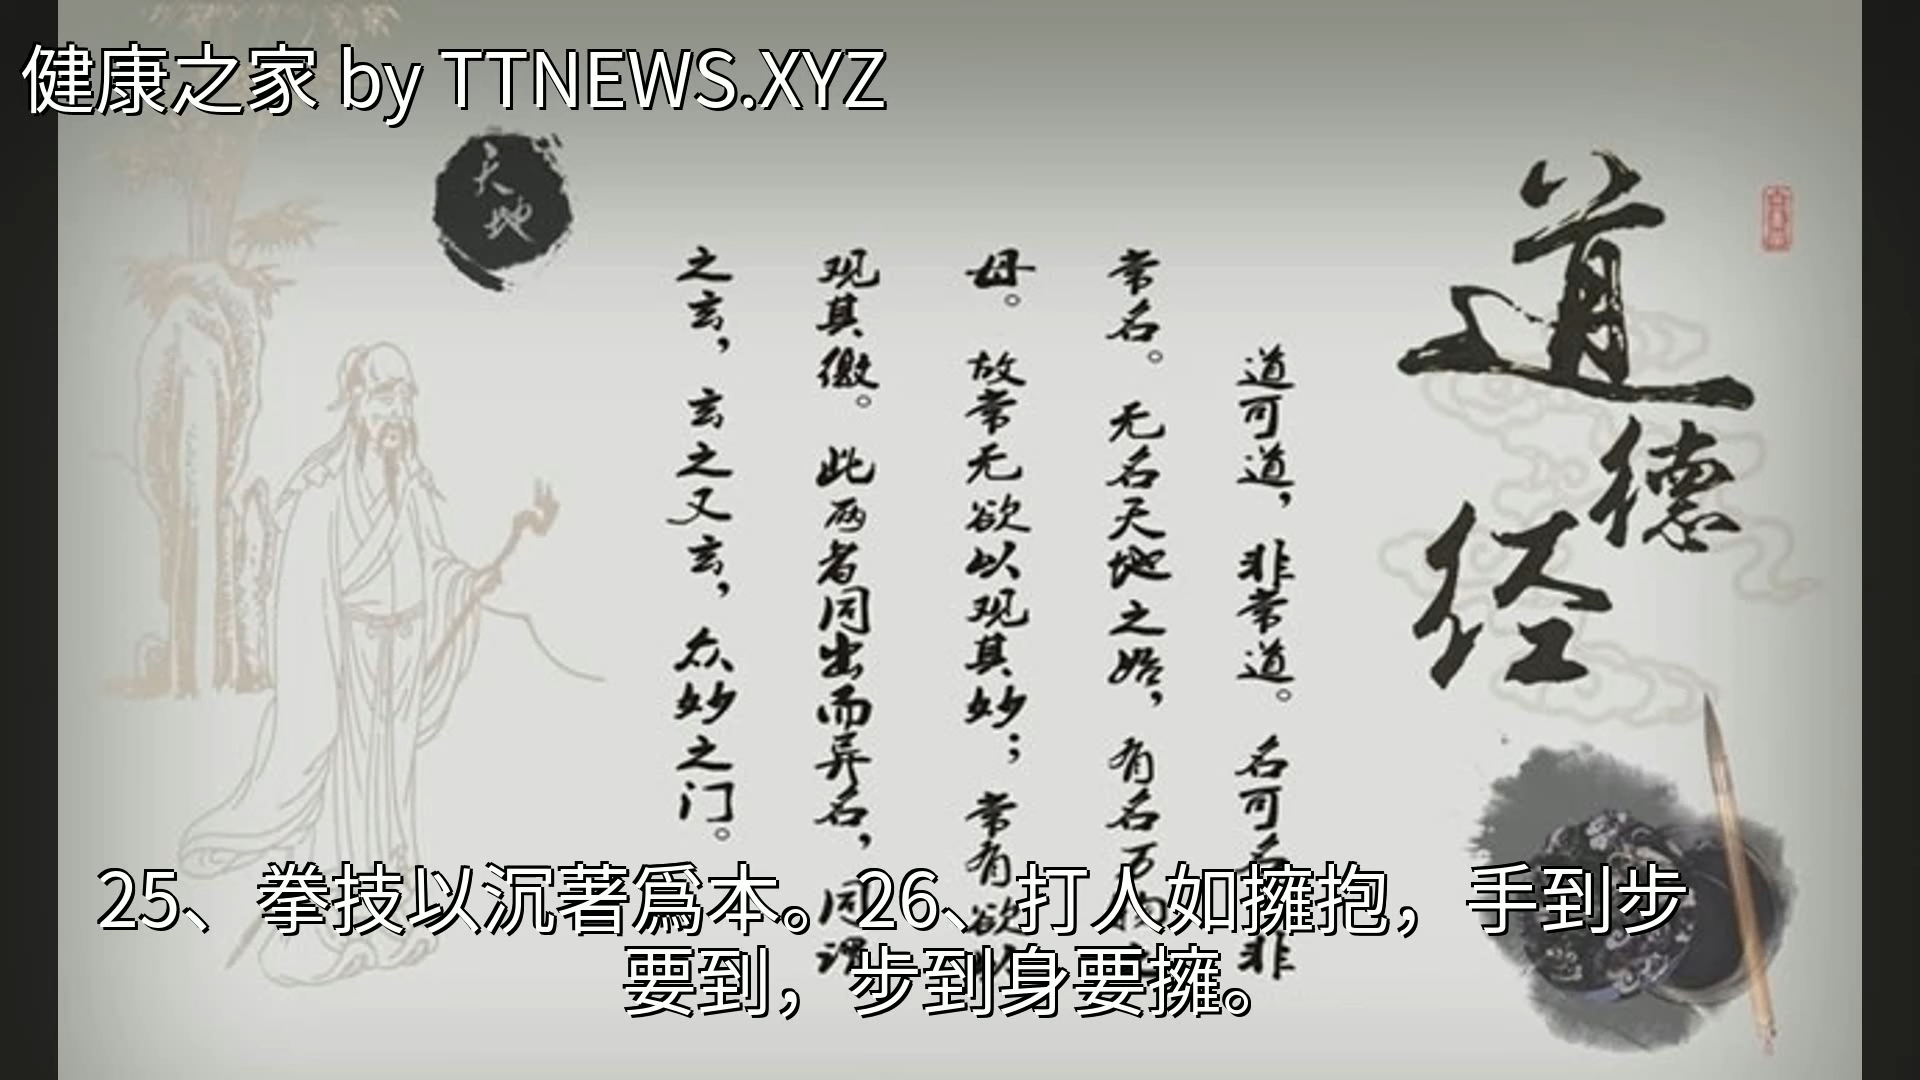 健康之家 by TTNEWS.XYZ
道德经
道可道，非常道。名可名，非
常名。无名天地之始，有名万物之
母。故常无欲以观其妙；常有欲以
观其徼。此两者同出而异名，同谓
之玄，玄之又玄，众妙之门。
天地
25、拳技以沉著爲本。26、打人如擁抱，手到步
要到，步到身要擁。